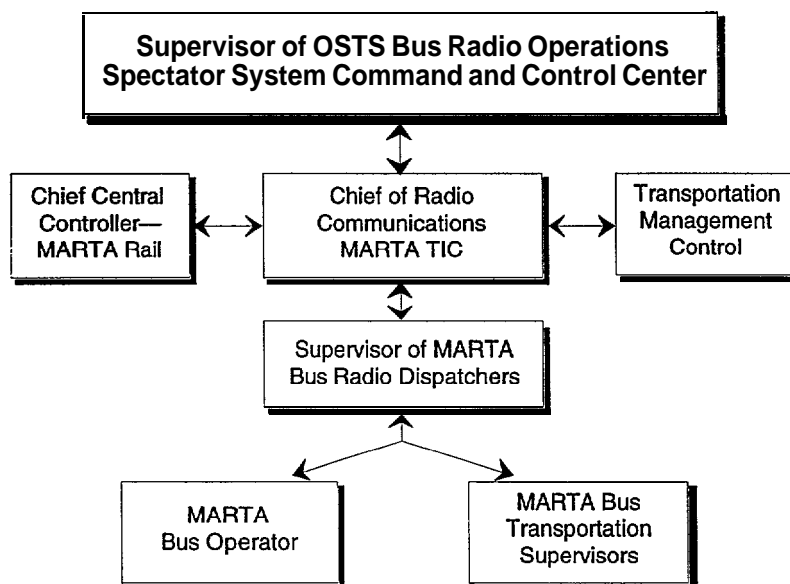 Supervisor of OSTS Bus Radio Operations
Spectator System Command and Control Center
Chief Central
Controller—
MARTA Rail
Chief of Radio
Communications
MARTA TIC
Transportation
Management
Control
Supervisor of MARTA
Bus Radio Dispatchers
MARTA
Bus Operator
MARTA Bus
Transportation
Supervisors